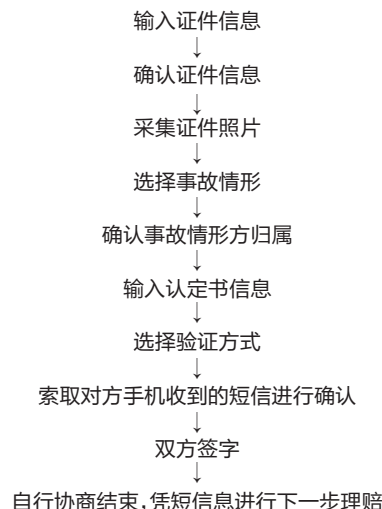 输入证件信息
确认证件信息
采集证件照片
选择事故情形
确认事故情形方归属
输入认定书信息
选择验证方式
索取对方手机收到的短信进行确认
双方签字
自行协商结束,凭短信息进行下一步理赔